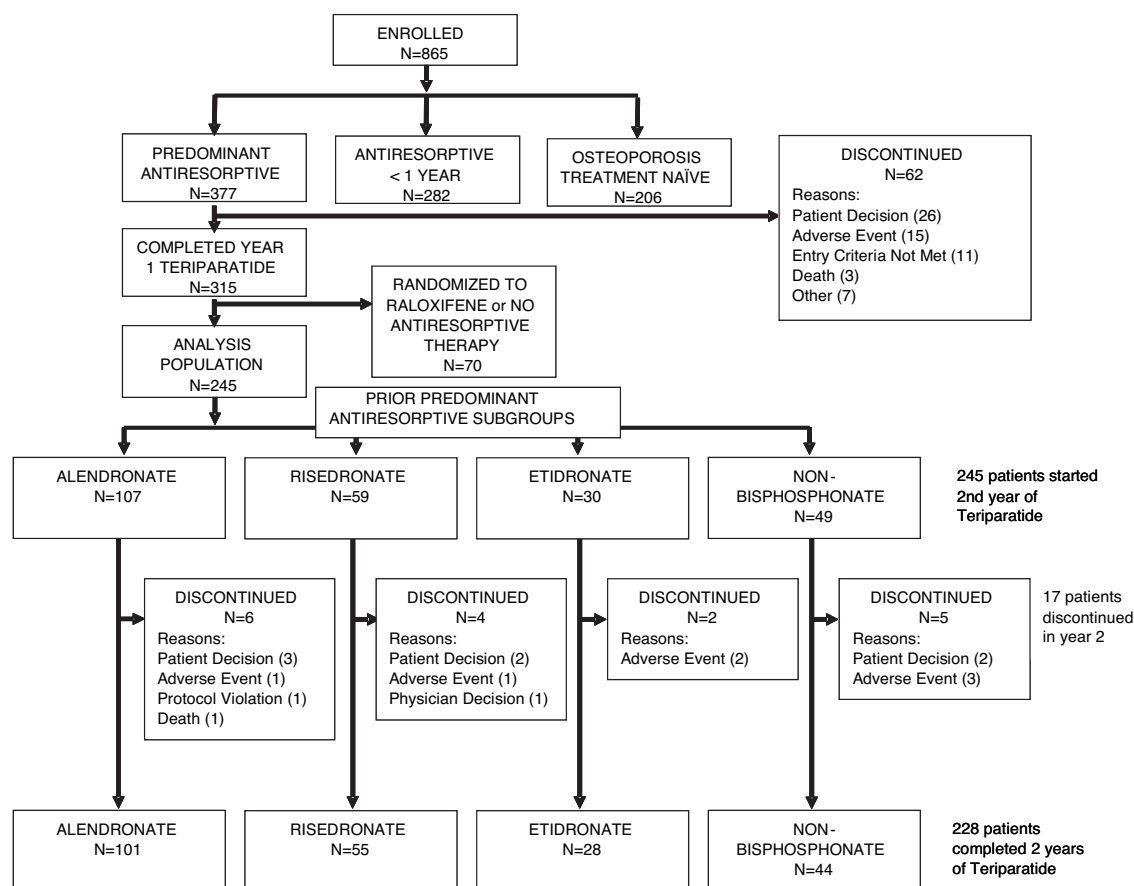 ENROLLED
N=865
PREDOMINANT
ANTIRESORPTIVE
N=377
ANTIRESORPTIVE
< 1 YEAR
N=282
OSTEOPOROSIS
TREATMENT NAÏVE
N=206
DISCONTINUED
N=62
Reasons:
Patient Decision (26)
Adverse Event (15)
Entry Criteria Not Met (11)
Death (3)
Other (7)
COMPLETED YEAR
1 TERIPARATIDE
N=315
RANDOMIZED TO
RALOXIFENE or NO
ANTIRESORPTIVE
THERAPY
N=70
ANALYSIS
POPULATION
N=245
PRIOR PREDOMINANT
ANTIRESORPTIVE SUBGROUPS
ALENDRONATE
N=107
RISEDRONATE
N=59
ETIDRONATE
N=30
NON-
BISPHOSPHONATE
N=49
245 patients started
2nd year of
Teriparatide
DISCONTINUED
N=6
Reasons:
Patient Decision (3)
Adverse Event (1)
Protocol Violation (1)
Death (1)
DISCONTINUED
N=4
Reasons:
Patient Decision (2)
Adverse Event (1)
Physician Decision (1)
DISCONTINUED
N=2
Reasons:
Adverse Event (2)
DISCONTINUED
N=5
Reasons:
Patient Decision (2)
Adverse Event (3)
17 patients
discontinued
in year 2
ALENDRONATE
N=101
RISEDRONATE
N=55
ETIDRONATE
N=28
NON-
BISPHOSPHONATE
N=44
228 patients
completed 2 years
of Teriparatide